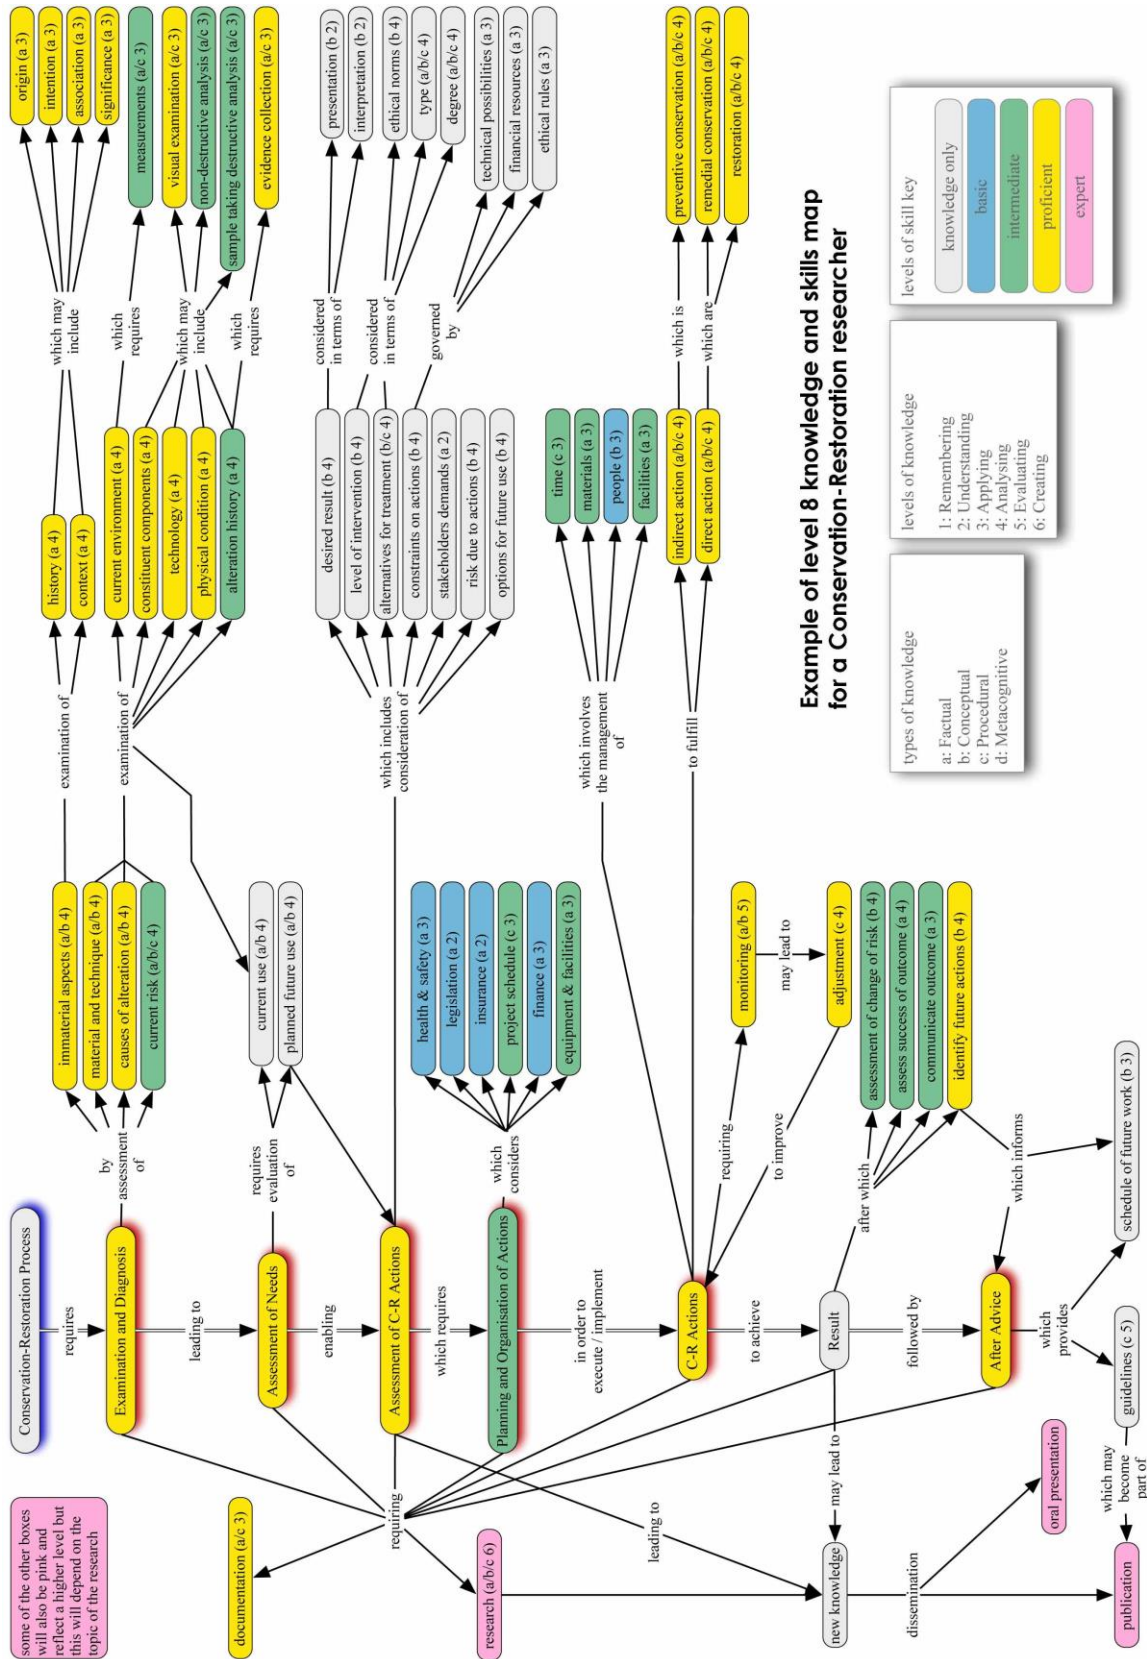 some of the other boxes
will also be pink and
reflect a higher level but
this will depend on the
topic of the research
Conservation-Restoration Process
requires
Examination and Diagnosis
by
assessment
of
immaterial aspects (a/b 4)
material and technique (a/b 4)
causes of alteration (a/b 4)
current risk (a/b/c 4)
examination of
history (a 4)
context (a 4)
which may
include
origin (a 3)
intention (a 3)
association (a 3)
significance (a 3)
examination of
current environment (a 4)
constituent components (a 4)
technology (a 4)
physical condition (a 4)
alteration history (a 4)
which
requires
measurements (a/c 3)
which may
include
visual examination (a/c 3)
non-destructive analysis (a/c 3)
sample taking destructive analysis (a/c 3)
which
requires
evidence collection (a/c 3)
leading to
Assessment of Needs
requires
evaluation
of
current use (a/b 4)
planned future use (a/b 4)
enabling
Assessment of C-R Actions
which includes
consideration of
desired result (b 4)
level of intervention (b 4)
alternatives for treatment (b/c 4)
constraints on actions (b 4)
stakeholders demands (a 2)
risk due to actions (b 4)
options for future use (b 4)
considered
in terms of
presentation (b 2)
interpretation (b 2)
considered
in terms of
ethical norms (b 4)
type (a/b/c 4)
degree (a/b/c 4)
governed
by
technical possibilities (a 3)
financial resources (a 3)
ethical rules (a 3)
which requires
Planning and Organisation of Actions
which
considers
health & safety (a 3)
legislation (a 2)
insurance (a 2)
project schedule (c 3)
finance (a 3)
equipment & facilities (a 3)
in order to
execute / implement
C-R Actions
which involves
the management
of
time (c 3)
materials (a 3)
people (b 3)
facilities (a 3)
to fulfill
indirect action (a/b/c 4)
direct action (a/b/c 4)
which is
which are
preventive conservation (a/b/c 4)
remedial conservation (a/b/c 4)
restoration (a/b/c 4)
requiring
monitoring (a/b 5)
may lead to
adjustment (c 4)
to improve
to achieve
Result
after which
assessment of change of risk (b 4)
assess success of outcome (a 4)
communicate outcome (a 3)
identify future actions (b 4)
followed by
which informs
After Advice
which
provides
guidelines (c 5)
schedule of future work (b 3)
documentation (a/c 3)
requiring
research (a/b/c 6)
leading to
may lead to
new knowledge
dissemination
oral presentation
publication
which may
become
part of
Example of level 8 knowledge and skills map
for a Conservation-Restoration researcher
types of knowledge
a: Factual
b: Conceptual
c: Procedural
d: Metacognitive
levels of knowledge
1: Remembering
2: Understanding
3: Applying
4: Analysing
5: Evaluating
6: Creating
levels of skill key
knowledge only
basic
intermediate
proficient
expert